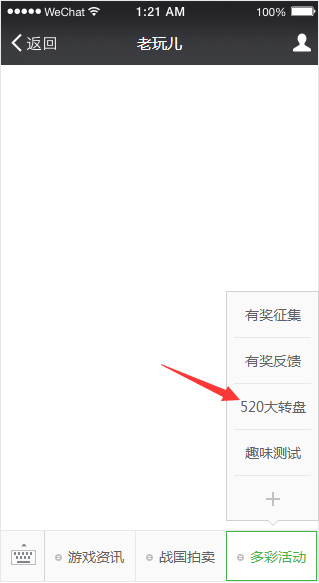 WeChat 1:21 AM 100%
返回 老玩儿
有奖征集
有奖反馈
520大转盘
趣味测试
游戏资讯 战国拍卖 多彩活动